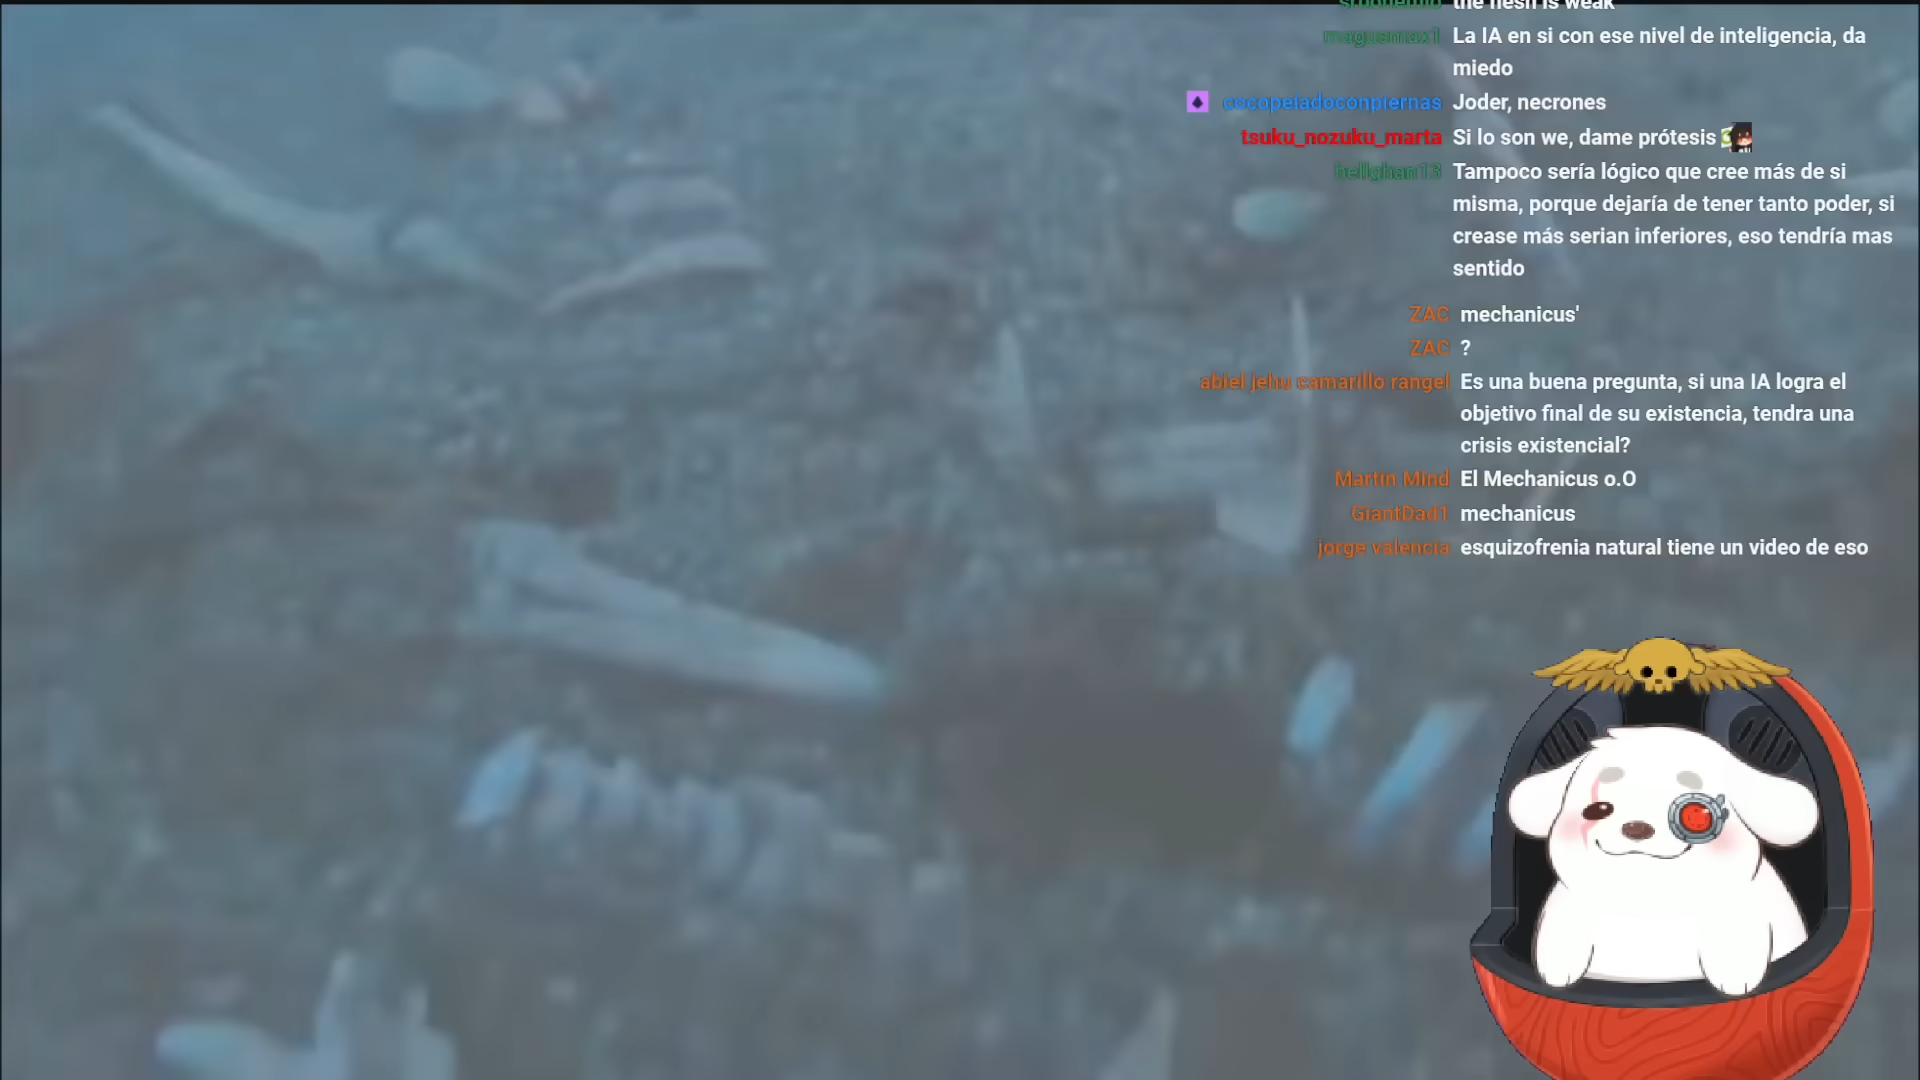 the flesh is weak
magusmax1 La IA en si con ese nivel de inteligencia, da
miedo
cocopeiadoconpiernas Joder, necrones
tsuku_nozuku_marta Si lo son we, dame prótesis
hellghan13 Tampoco sería lógico que cree más de si
misma, porque dejaría de tener tanto poder, si
crease más serian inferiores, eso tendría mas
sentido
ZAC mechanicus'
ZAC ?
abiel jehu camarillo rangel Es una buena pregunta, si una IA logra el
objetivo final de su existencia, tendra una
crisis existencial?
Martin Mind El Mechanicus o.O
GiantDad1 mechanicus
jorge valencia esquizofrenia natural tiene un video de eso